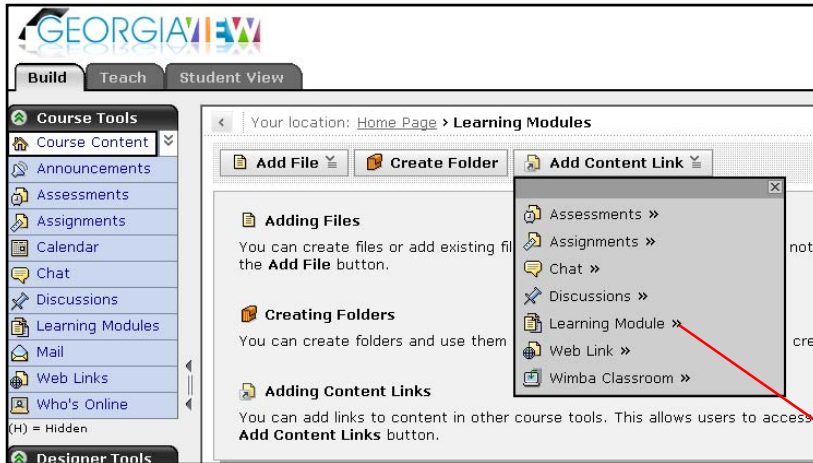 GEORGIAVIEW
Build Teach Student View
Course Tools
Course Content
Announcements
Assessments
Assignments
Calendar
Chat
Discussions
Learning Modules
Mail
Web Links
Who's Online
(H) = Hidden
Designer Tools
Your location: Home Page › Learning Modules
Add File Create Folder Add Content Link
Adding Files
You can create files or add existing fil not
the Add File button.
Creating Folders
You can create folders and use them cre
Adding Content Links
You can add links to content in other course tools. This allows users to access
Add Content Links button.
Assessments »
Assignments »
Chat »
Discussions »
Learning Module »
Web Link »
Wimba Classroom »